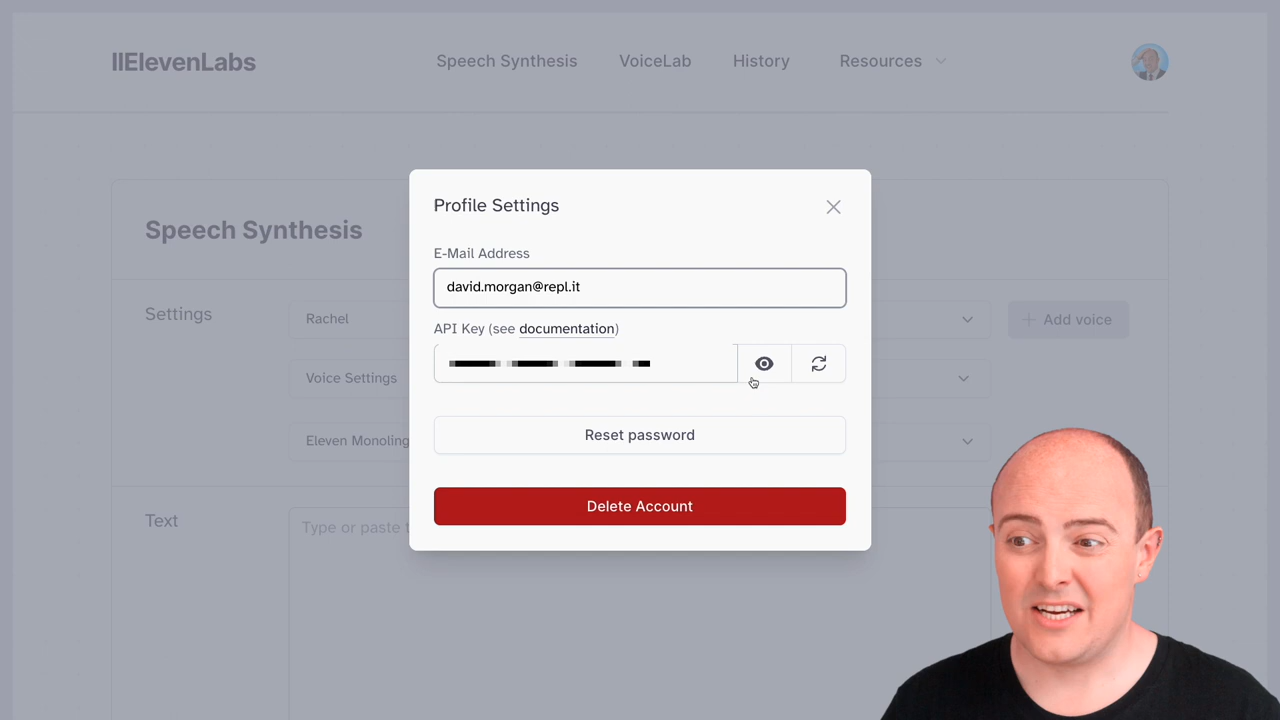 IIElevenLabs
Speech Synthesis
VoiceLab
History
Resources
Profile Settings
E-Mail Address
david.morgan@repl.it
API Key (see documentation)
Reset password
Delete Account
Speech Synthesis
Settings
Rachel
Add voice
Voice Settings
Eleven Monoling
Text
Type or paste t